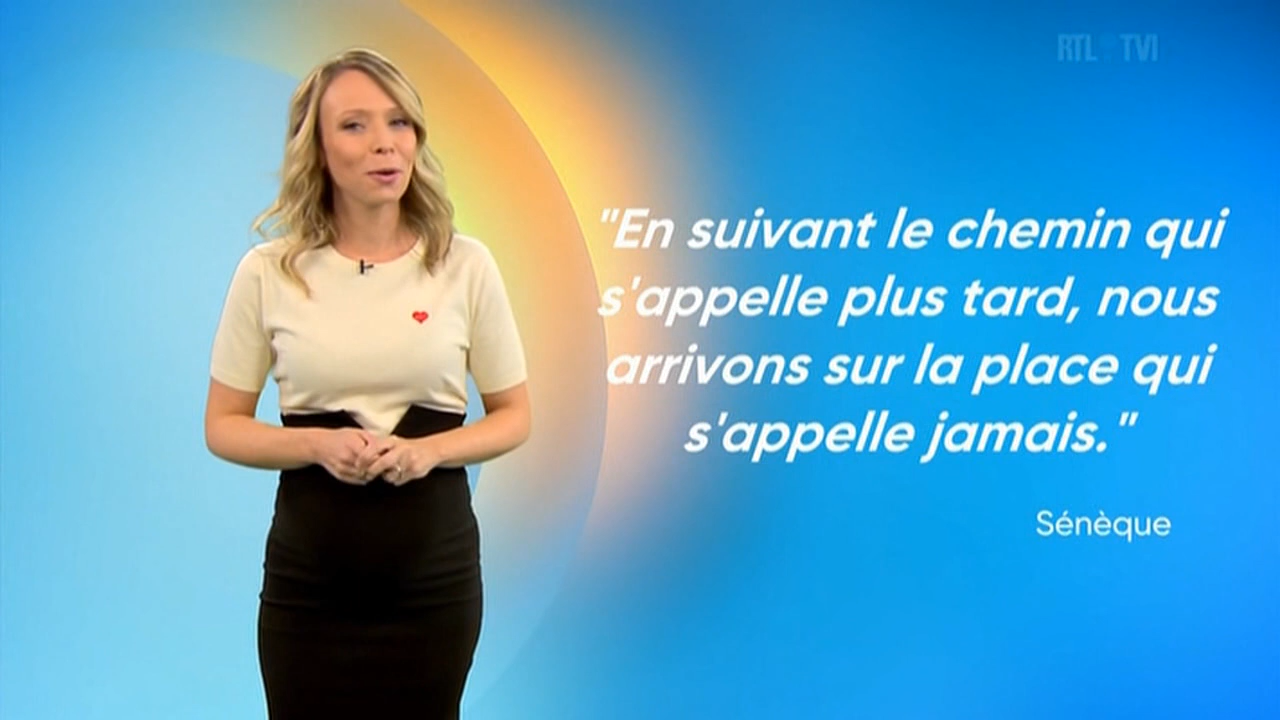 RTL TVI
"En suivant le chemin qui
s'appelle plus tard, nous
arrivons sur la place qui
s'appelle jamais."
Sénèque